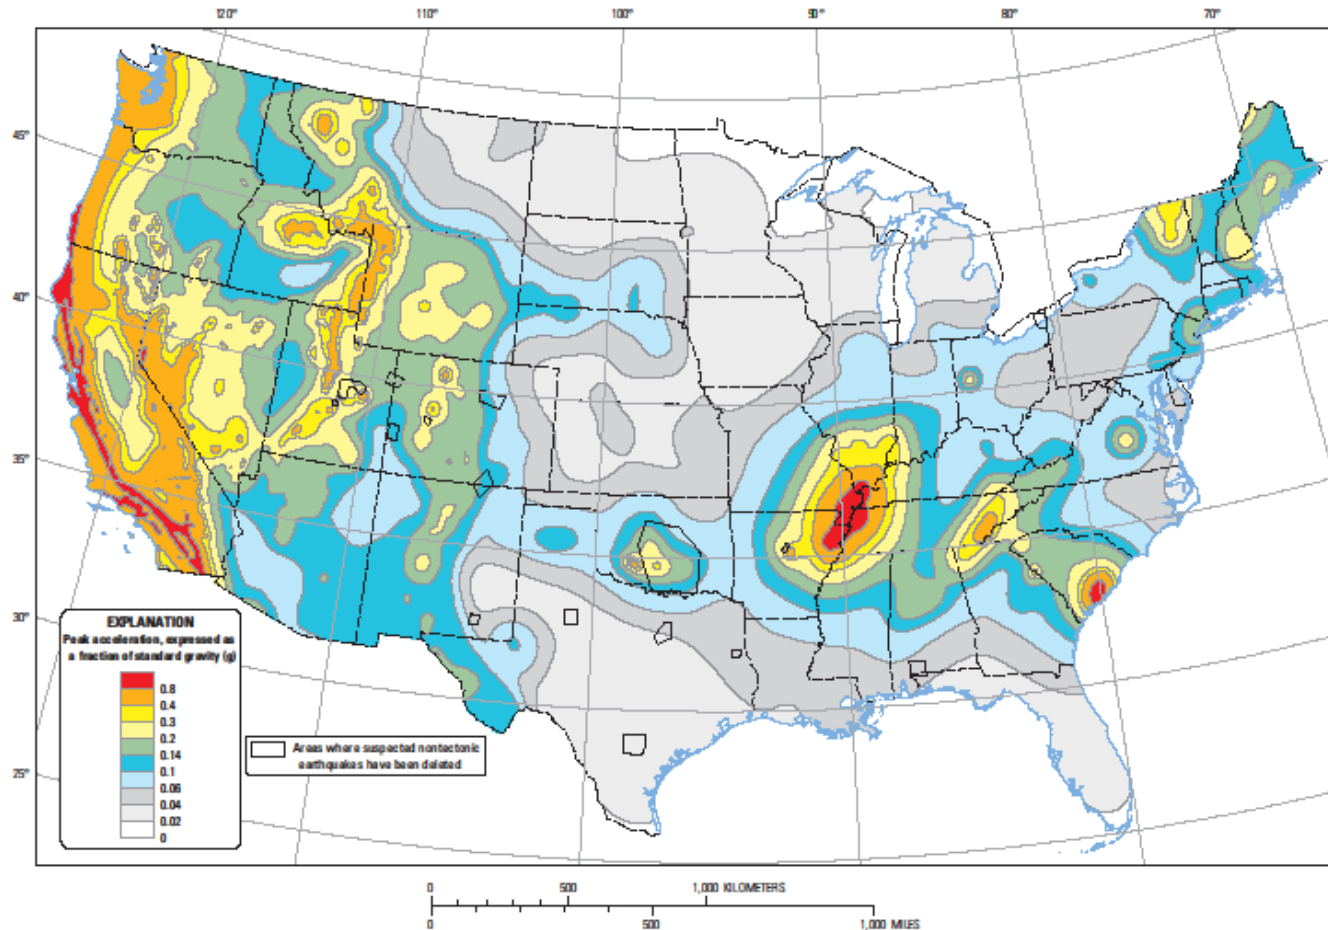 120° 110° 100° 90° 80° 70°
45°
40°
35°
30°
25°
EXPLANATION
Peak acceleration, expressed as
a fraction of standard gravity (g)
0.8
0.4
0.3
0.2
0.14
0.1
0.06
0.04
0.02
0
Areas where suspected nontectonic
earthquakes have been deleted
0 500 1,000 KILOMETERS
0 500 1,000 MILES